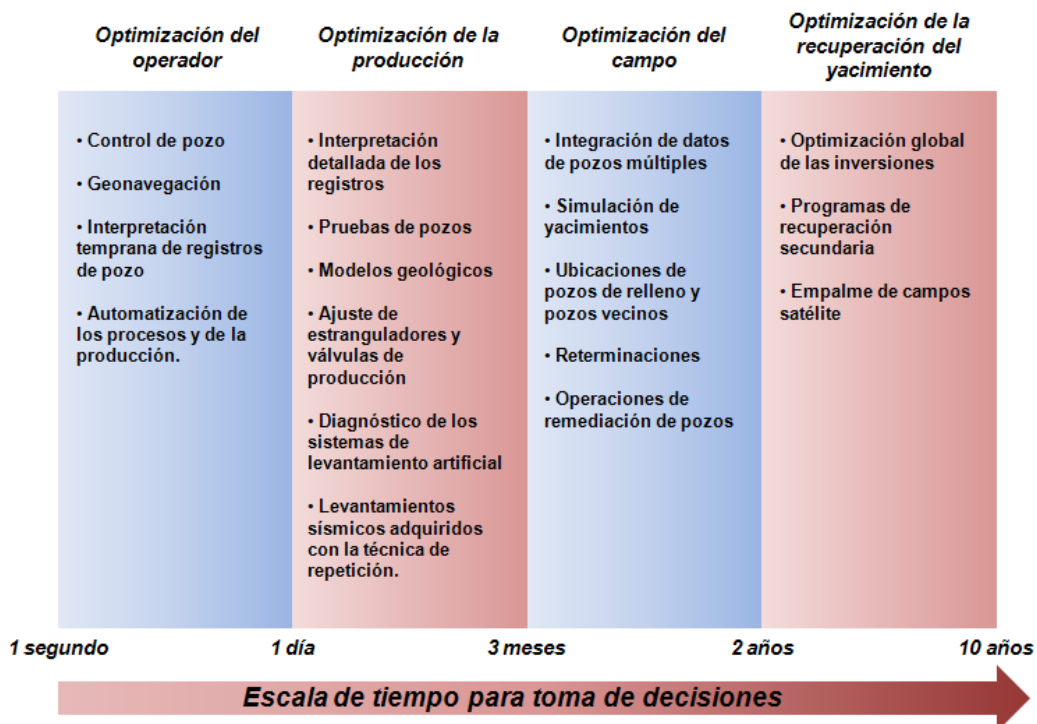 Optimización del
operador
Optimización de la
producción
Optimización del
campo
Optimización de la
recuperación del
yacimiento
• Control de pozo
• Geonavegación
• Interpretación
temprana de registros
de pozo
• Automatización de
los procesos y de la
producción.
• Interpretación
detallada de los
registros
• Pruebas de pozos
• Modelos geológicos
• Ajuste de
estranguladores y
válvulas de
producción
• Diagnóstico de los
sistemas de
levantamiento artificial
• Levantamientos
sísmicos adquiridos
con la técnica de
repetición.
• Integración de datos
de pozos múltiples
• Simulación de
yacimientos
• Ubicaciones de
pozos de relleno y
pozos vecinos
• Reterminaciones
• Operaciones de
remediación de pozos
• Optimización global
de las inversiones
• Programas de
recuperación
secundaria
• Empalme de campos
satélite
1 segundo
1 día
3 meses
2 años
10 años
Escala de tiempo para toma de decisiones